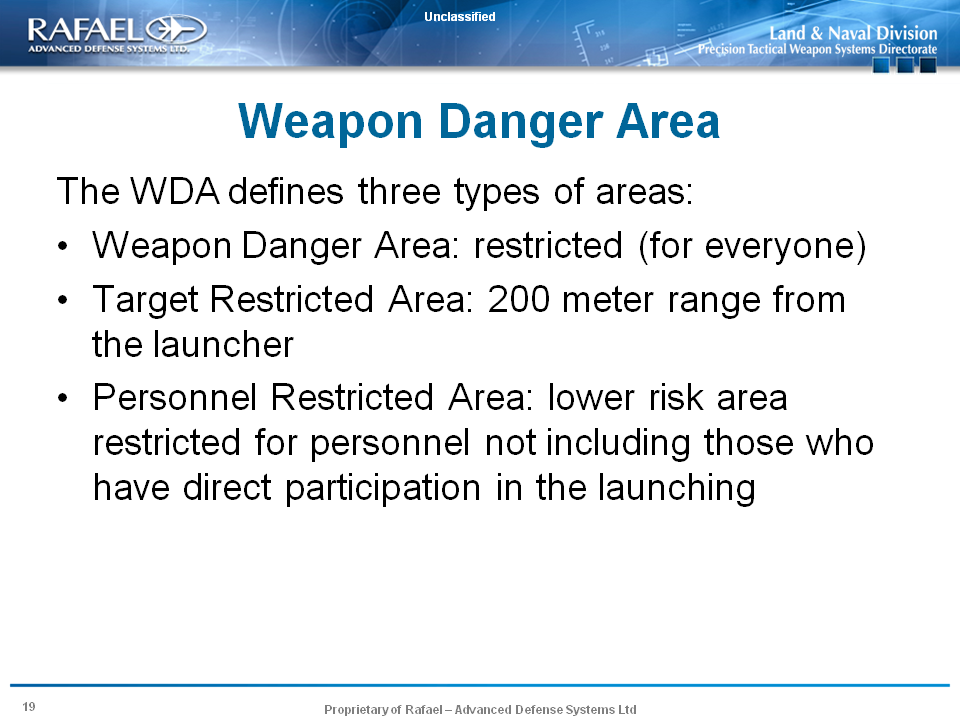 Unclassified
RAFAEL
ADVANCED DEFENSE SYSTEMS LTD.
Land & Naval Division
Precision Tactical Weapon Systems Directorate
Weapon Danger Area
The WDA defines three types of areas:
• Weapon Danger Area: restricted (for everyone)
• Target Restricted Area: 200 meter range from
the launcher
• Personnel Restricted Area: lower risk area
restricted for personnel not including those who
have direct participation in the launching
19
Proprietary of Rafael – Advanced Defense Systems Ltd